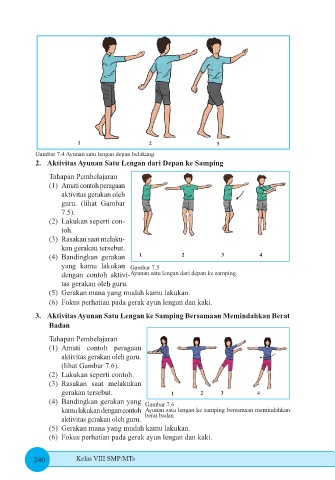 1 2 3
Gambar 7.4 Ayunan satu lengan depan belakang.
2. Aktivitas Ayunan Satu Lengan dari Depan ke Samping
Tahapan Pembelajaran
(1) Amati contoh peragaan
aktivitas gerakan oleh
guru. (lihat Gambar
7.5).
(2) Lakukan seperti con-
toh.
(3) Rasakan saat melaku-
kan gerakan tersebut.
(4) Bandingkan gerakan
yang kamu lakukan
dengan contoh aktivi-
tas gerakan oleh guru.
1 2 3 4
Gambar 7.5
Ayunan satu lengan dari depan ke samping.
(5) Gerakan mana yang mudah kamu lakukan.
(6) Fokus perhatian pada gerak ayun lengan dan kaki.
3. Aktivitas Ayunan Satu Lengan ke Samping Bersamaan Memindahkan Berat
Badan
Tahapan Pembelajaran
(1) Amati contoh peragaan
aktivitas gerakan oleh guru.
(lihat Gambar 7.6).
(2) Lakukan seperti contoh.
(3) Rasakan saat melakukan
gerakan tersebut.
(4) Bandingkan gerakan yang
kamu lakukan dengan contoh
aktivitas gerakan oleh guru.
1 2 3 4
Gambar 7.6
Ayunan satu lengan ke samping bersamaan memindahkan
berat badan
(5) Gerakan mana yang mudah kamu lakukan.
(6) Fokus perhatian pada gerak ayun lengan dan kaki.
240 Kelas VIII SMP/MTs